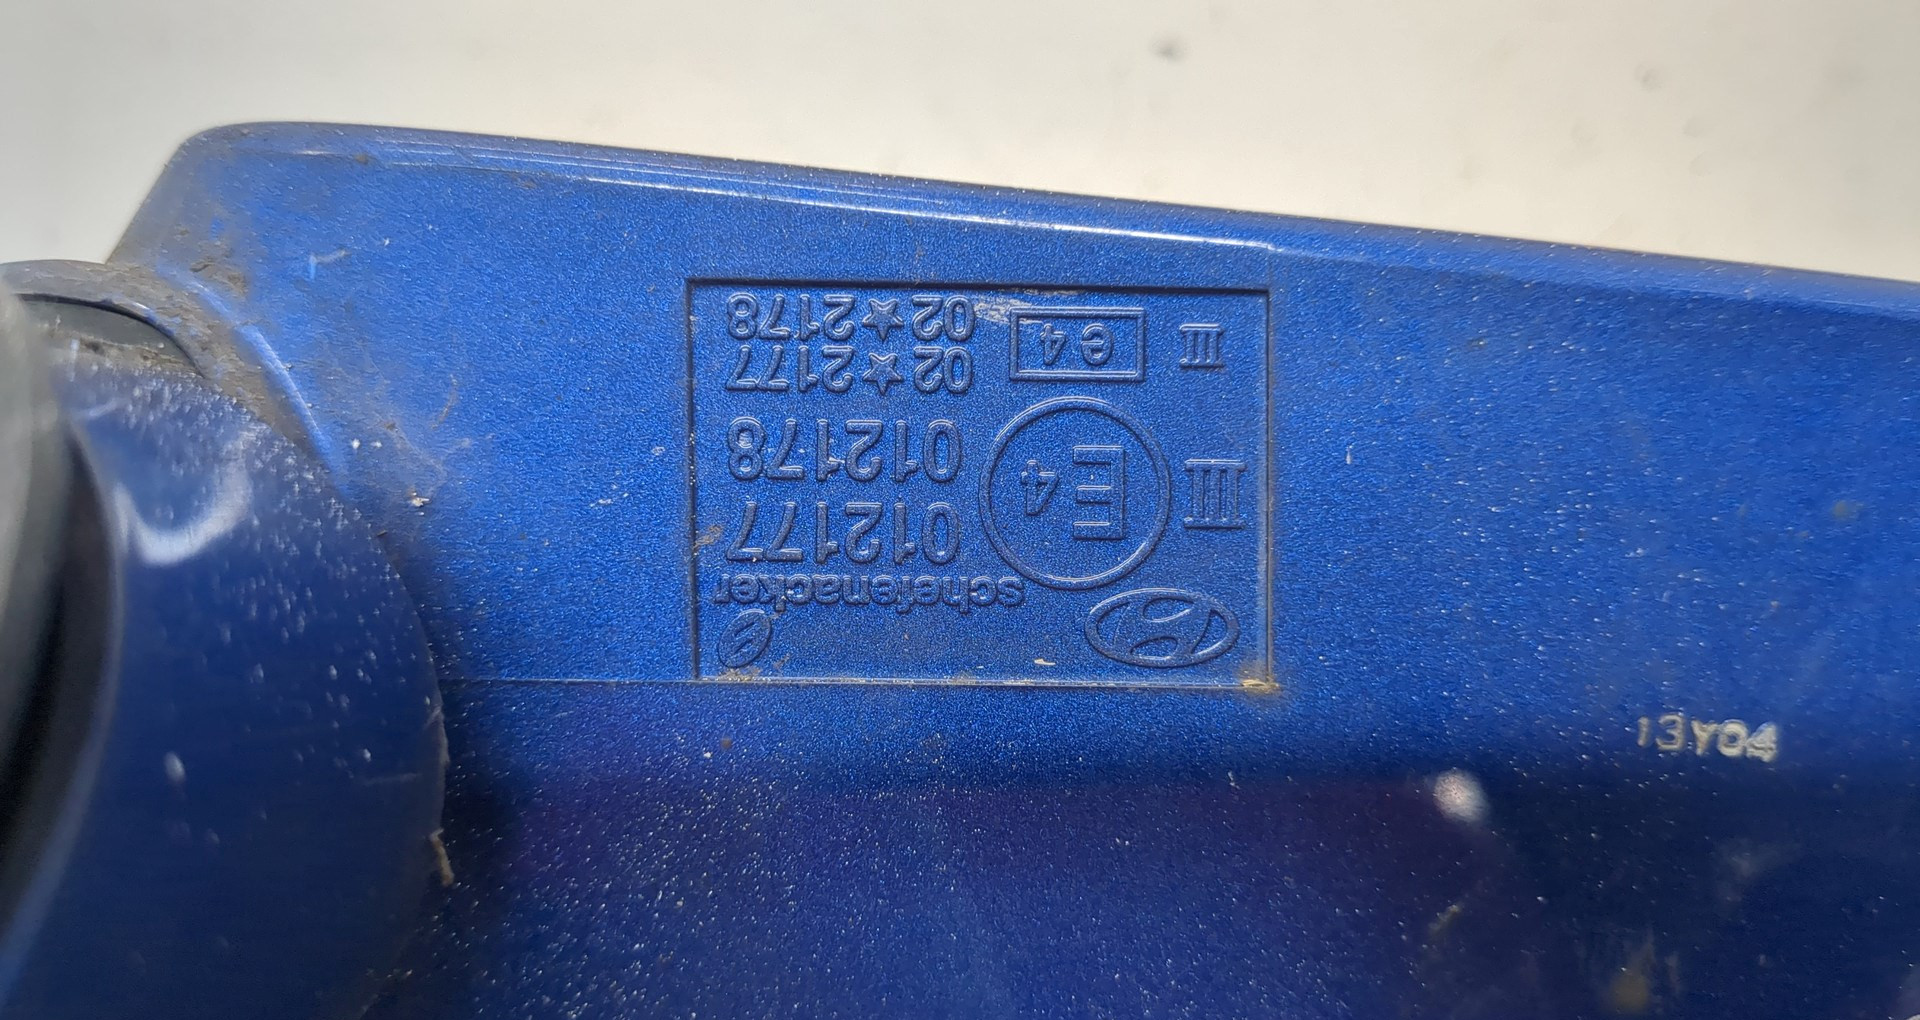 schefenacker
III E4 012177
012178
III e4 02★2177
02★2178
13Y04